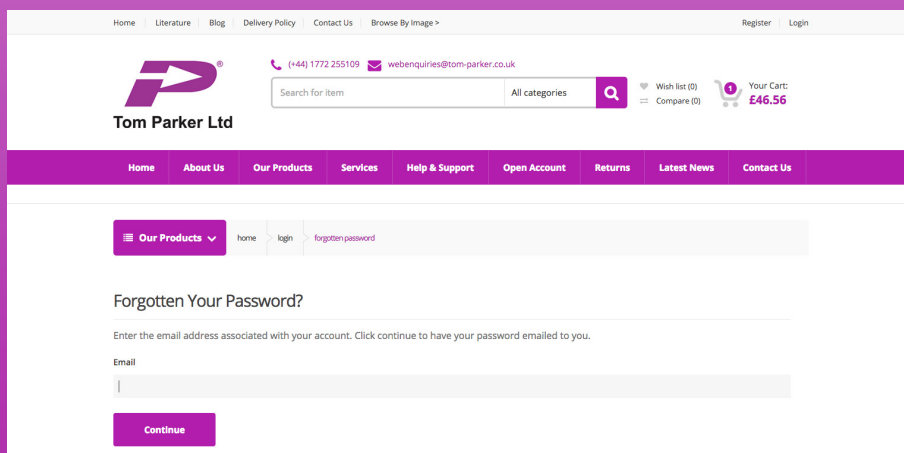 Home Literature Blog Delivery Policy Contact Us Browse By Image > Register Login
(+44) 1772 255109 webenquiries@tom-parker.co.uk
®
Search for item All categories Wish list (0) Compare (0) 1 Your Cart: £46.56
Tom Parker Ltd
Home About Us Our Products Services Help & Support Open Account Returns Latest News Contact Us
Our Products home login forgotten password
Forgotten Your Password?
Enter the email address associated with your account. Click continue to have your password emailed to you.
Email
Continue